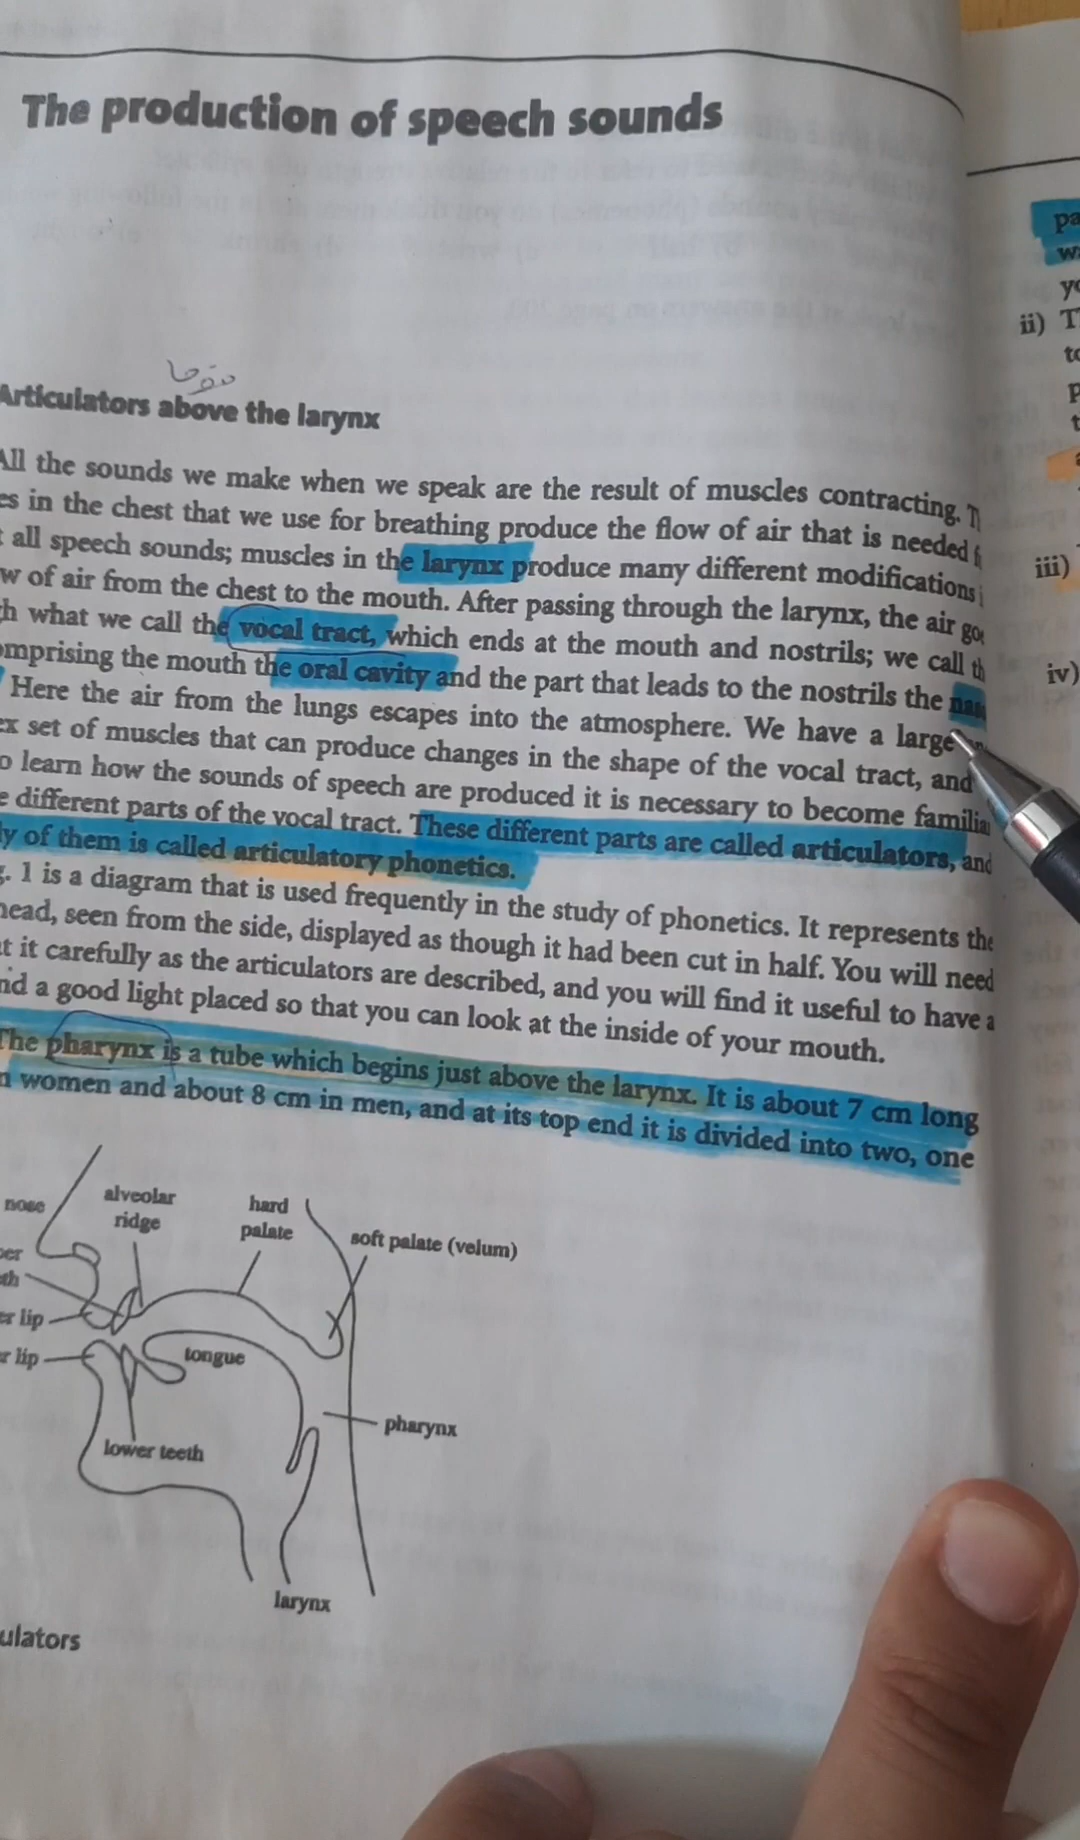 The production of speech sounds
فوق
Articulators above the larynx
All the sounds we make when we speak are the result of muscles contracting.
es in the chest that we use for breathing produce the flow of air that is needed
all speech sounds; muscles in the larynx produce many different modifications
w of air from the chest to the mouth. After passing through the larynx, the air
h what we call the vocal tract, which ends at the mouth and nostrils; we call
omprising the mouth the oral cavity and the part that leads to the nostrils the
Here the air from the lungs escapes into the atmosphere. We have a large
ex set of muscles that can produce changes in the shape of the vocal tract, and
o learn how the sounds of speech are produced it is necessary to become
e different parts of the vocal tract. These different parts are called articulators, and
ly of them is called articulatory phonetics.
. 1 is a diagram that is used frequently in the study of phonetics. It represents the
head, seen from the side, displayed as though it had been cut in half. You will need
at it carefully as the articulators are described, and you will find it useful to have a
nd a good light placed so that you can look at the inside of your mouth.
The pharynx is a tube which begins just above the larynx. It is about 7 cm long
women and about 8 cm in men, and at its top end it is divided into two, one
nose
alveolar
ridge
hard
palate
soft palate (velum)
per
th
er lip
r lip
tongue
lower teeth
pharynx
larynx
ulators
pa
w
yo
ii) T
to
p
t
iii)
iv)